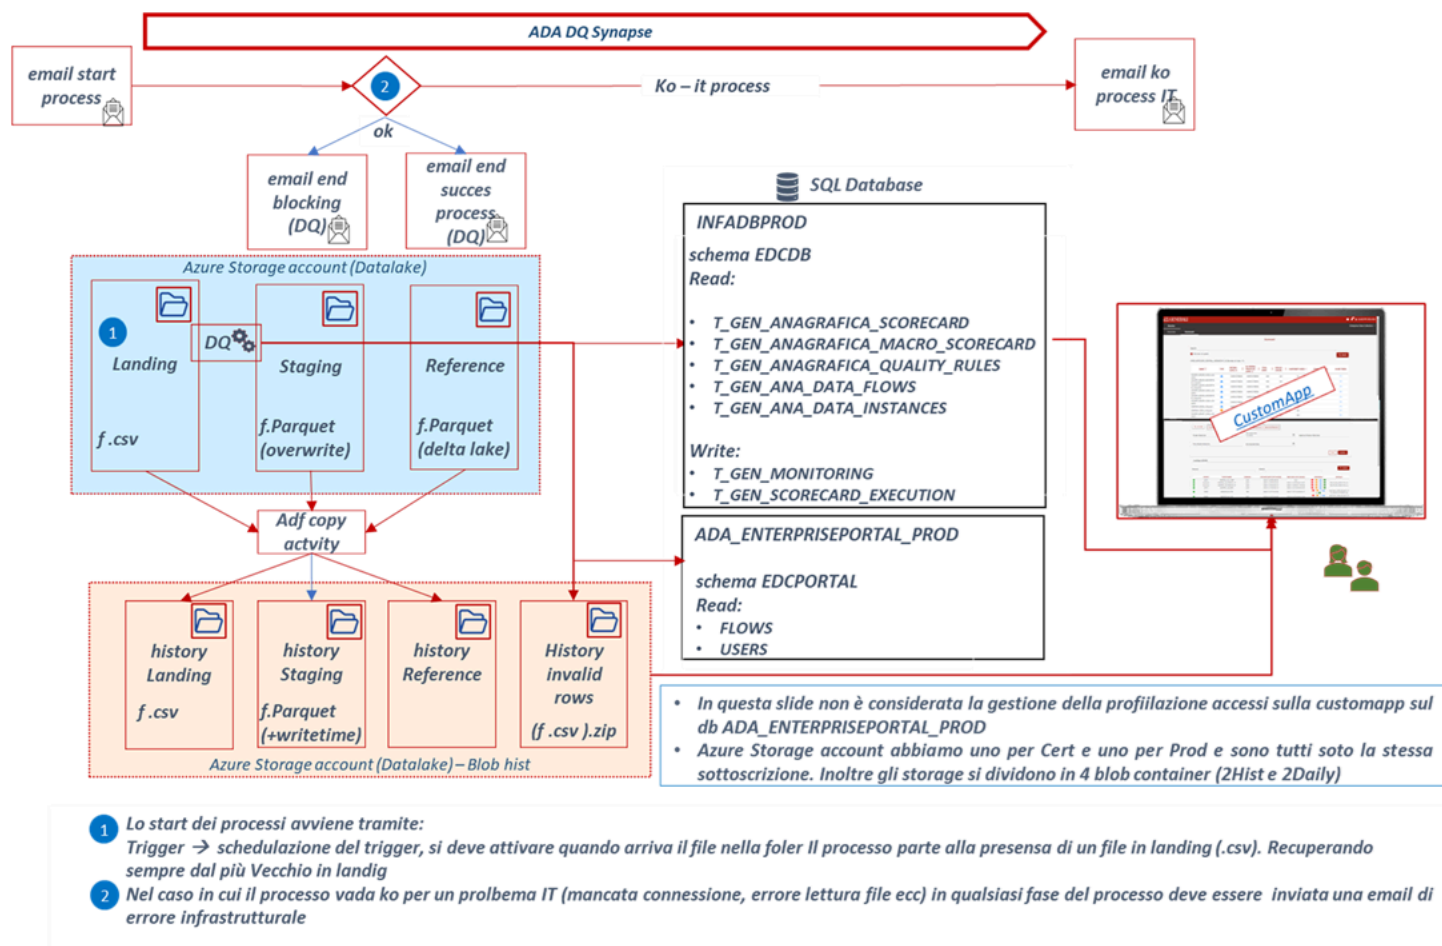 ADA DQ Synapse
email start
process
2
Ko – it process
email ko
process IT
ok
email end
blocking
(DQ)
email end
succes
process
(DQ)
Azure Storage account (Datalake)
1
Landing
f .csv
DQ
Staging
f.Parquet
(overwrite)
Reference
f.Parquet
(delta lake)
Adf copy
actvity
history
Landing
f .csv
history
Staging
f.Parquet
(+writetime)
history
Reference
History
invalid
rows
(f .csv ).zip
Azure Storage account (Datalake) – Blob hist
SQL Database
INFADBPROD
schema EDCDB
Read:
• T_GEN_ANAGRAFICA_SCORECARD
• T_GEN_ANAGRAFICA_MACRO_SCORECARD
• T_GEN_ANAGRAFICA_QUALITY_RULES
• T_GEN_ANA_DATA_FLOWS
• T_GEN_ANA_DATA_INSTANCES
Write:
• T_GEN_MONITORING
• T_GEN_SCORECARD_EXECUTION
ADA_ENTERPRISEPORTAL_PROD
schema EDCPORTAL
Read:
• FLOWS
• USERS
CustomApp
• In questa slide non è considerata la gestione della profiilazione accessi sulla customapp sul
db ADA_ENTERPRISEPORTAL_PROD
• Azure Storage account abbiamo uno per Cert e uno per Prod e sono tutti soto la stessa
sottoscrizione. Inoltre gli storage si dividono in 4 blob container (2Hist e 2Daily)
1 Lo start dei processi avviene tramite:
Trigger → schedulazione del trigger, si deve attivare quando arriva il file nella foler Il processo parte alla presensa di un file in landing (.csv). Recuperando
sempre dal più Vecchio in landig
2 Nel caso in cui il processo vada ko per un prolbema IT (mancata connessione, errore lettura file ecc) in qualsiasi fase del processo deve essere inviata una email di
errore infrastrutturale